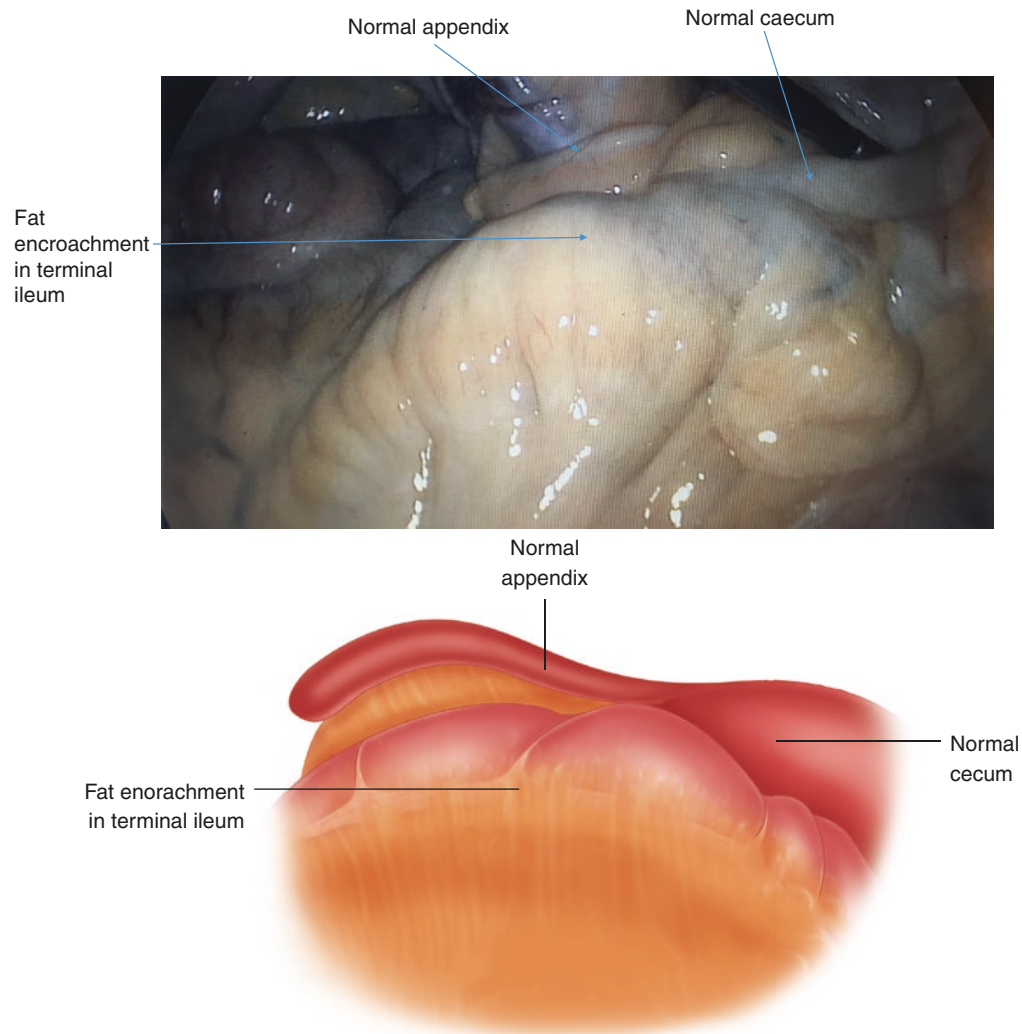 Normal appendix
Normal caecum
Fat
encroachment
in terminal
ileum
Normal
appendix
Normal
cecum
Fat enorachment
in terminal ileum